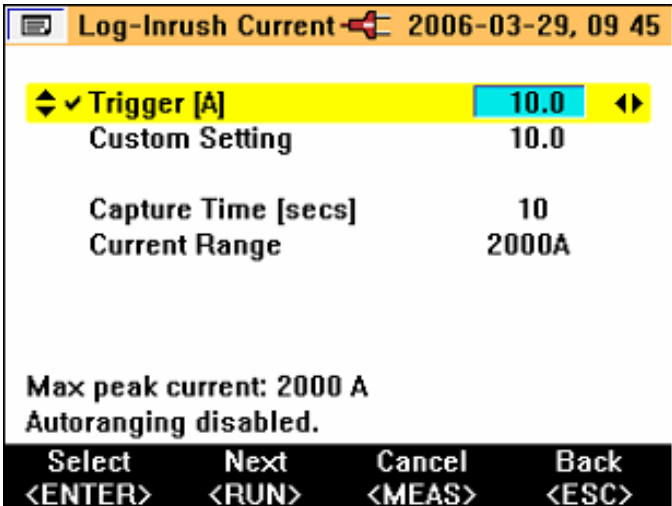 Log-Inrush Current 2006-03-29, 09 45
Trigger [A] 10.0
Custom Setting 10.0
Capture Time [secs] 10
Current Range 2000A
Max peak current: 2000 A
Autoranging disabled.
Select Next Cancel Back
<ENTER> <RUN> <MEAS> <ESC>